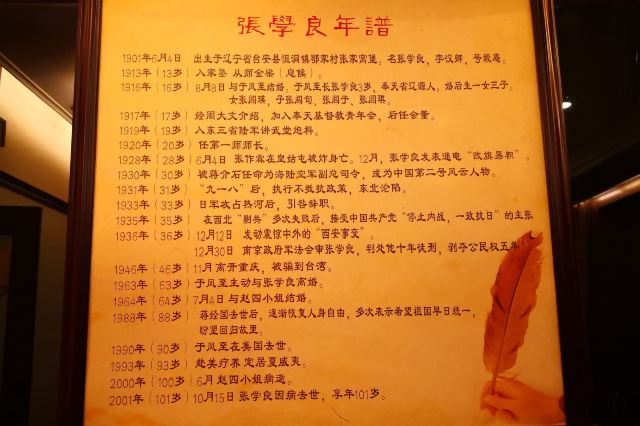 張學良年譜
1901年6月4日 出生于辽宁省台安县恒洞镇鄂家村张家窝堡。名张学良，字汉卿，号毅庵。
1913年（13岁） 入家塾 从师金梁（息侯）。
1916年（16岁） 8月8日与于凤至结婚，于凤至长张学良3岁，奉天省辽源人。婚后生一女三子。
女张闾瑛，子张闾旬、张闾于、张闾琪。
1917年（17岁） 经周大文介绍，加入奉天基督教青年会，后任会董。
1919年（19岁） 入东三省陆军讲武堂炮科。
1920年（20岁） 任第一师师长。
1928年（28岁） 6月4日 张作霖在皇姑屯被炸身亡。12月，张学良发表通电“改旗易帜”。
1930年（30岁） 被蒋介石任命为海陆空军副总司令，成为中国第二号风云人物。
1931年（31岁） “九一八”后，执行不抵抗政策，东北沦陷。
1933年（33岁） 日军攻占热河后，引咎辞职。
1935年（35岁） 在西北“剿共”多次失败后，接受中国共产党“停止内战，一致抗日”的主张
1936年（36岁） 12月12日 发动震惊中外的“西安事变”。
12月30日 南京政府军法会审张学良，判处他十年徒刑，剥夺公民权五年
1946年（46岁） 11月离开重庆，被骗到台湾。
1963年（63岁） 于凤至主动与张学良离婚。
1964年（64岁） 7月4日 与赵四小姐结婚。
1988年（88岁） 蒋经国去世后，逐渐恢复人身自由，多次表示希望祖国早日统一，
盼望回归故里。
1990年（90岁） 于凤至在美国去世。
1993年（93岁） 赴美疗养 定居夏威夷。
2000年（100岁） 6月 赵四小姐病逝。
2001年（101岁） 10月15日 张学良因病去世，享年101岁。